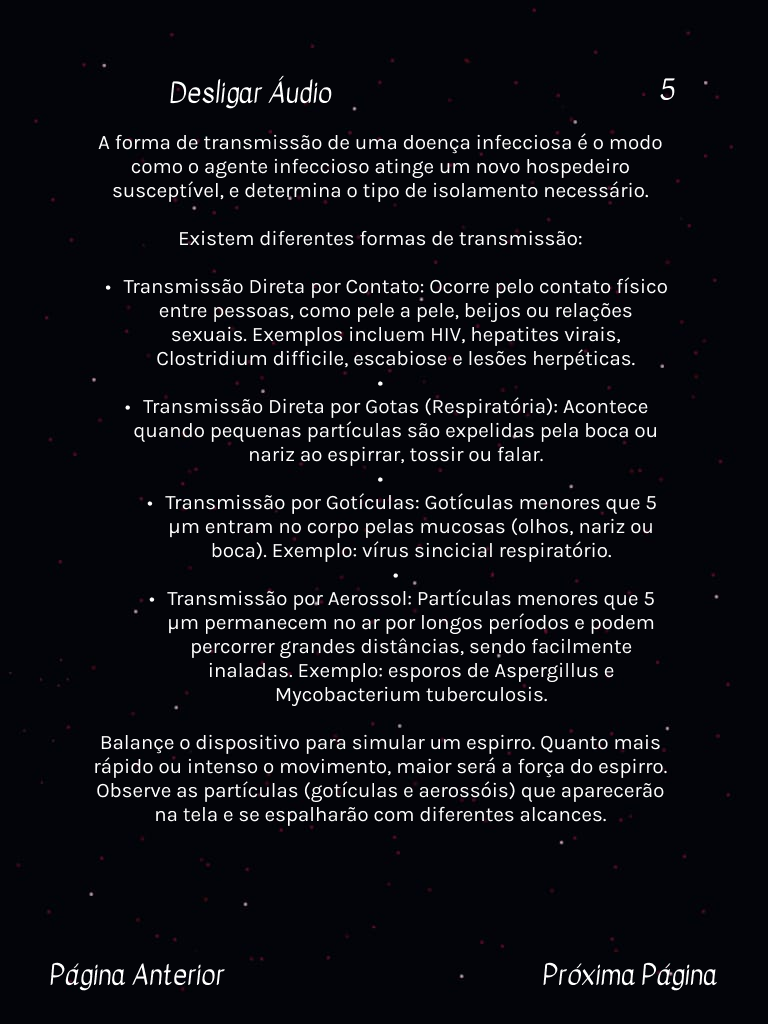 Desligar Áudio
5
A forma de transmissão de uma doença infecciosa é o modo
como o agente infeccioso atinge um novo hospedeiro
susceptível, e determina o tipo de isolamento necessário.
Existem diferentes formas de transmissão:
• Transmissão Direta por Contato: Ocorre pelo contato físico
entre pessoas, como pele a pele, beijos ou relações
sexuais. Exemplos incluem HIV, hepatites virais,
Clostridium difficile, escabiose e lesões herpéticas.
•
• Transmissão Direta por Gotas (Respiratória): Acontece
quando pequenas partículas são expelidas pela boca ou
nariz ao espirrar, tossir ou falar.
•
• Transmissão por Gotículas: Gotículas menores que 5
µm entram no corpo pelas mucosas (olhos, nariz ou
boca). Exemplo: vírus sincicial respiratório.
•
• Transmissão por Aerossol: Partículas menores que 5
µm permanecem no ar por longos períodos e podem
percorrer grandes distâncias, sendo facilmente
inaladas. Exemplo: esporos de Aspergillus e
Mycobacterium tuberculosis.
Balançe o dispositivo para simular um espirro. Quanto mais
rápido ou intenso o movimento, maior será a força do espirro.
Observe as partículas (gotículas e aerossóis) que aparecerão
na tela e se espalharão com diferentes alcances.
Página Anterior
Próxima Página